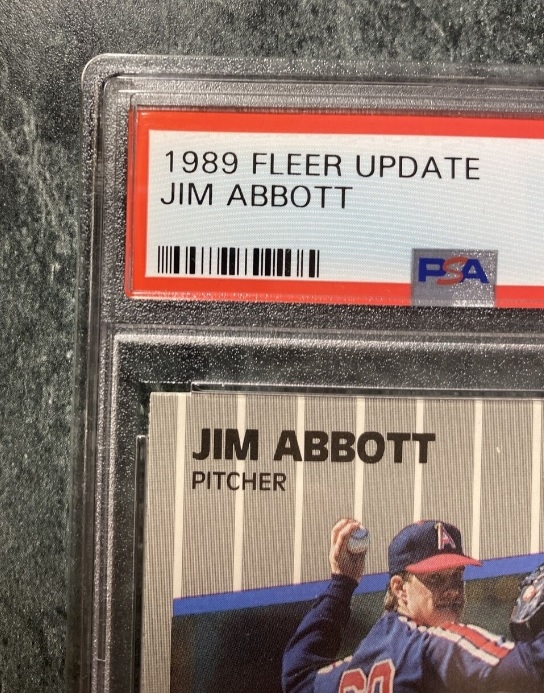 1989 FLEER UPDATE
JIM ABBOTT
PSA
JIM ABBOTT
PITCHER
A